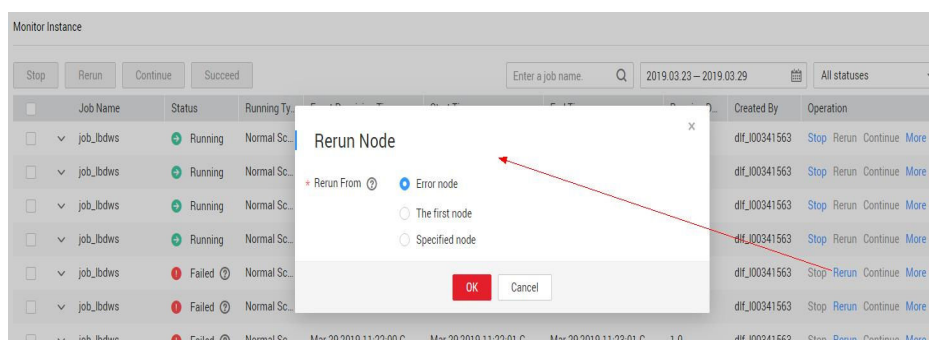 Monitor Instance
Stop Rerun Continue Succeed Enter a job name. 2019.03.23 – 2019.03.29 All statuses
Job Name Status Running Ty... Created By Operation
job_lbdws Running Normal Sc... dlf_l00341563 Stop Rerun Continue More
Rerun Node
job_lbdws Running Normal Sc... dlf_l00341563 Stop Rerun Continue More
* Rerun From Error node
job_lbdws Running Normal Sc... dlf_l00341563 Stop Rerun Continue More
The first node
job_lbdws Running Normal Sc... dlf_l00341563 Stop Rerun Continue More
Specified node
job_lbdws Failed Normal Sc... dlf_l00341563 Stop Rerun Continue More
OK Cancel
job_lbdws Failed Normal Sc... dlf_l00341563 Stop Rerun Continue More